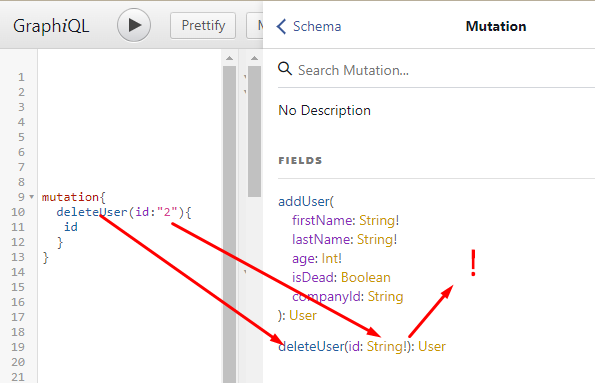 GraphiQL
Prettify
M
Schema
Mutation
Search Mutation...
No Description
FIELDS
addUser(
firstName: String!
lastName: String!
age: Int!
isDead: Boolean
companyId: String
): User
deleteUser(id: String!): User
!
1
2
3
4
5
6
7
8
9 mutation{
10 deleteUser(id:"2"){
11 id
12 }
13 }
14
15
16
17
18
19
20
21